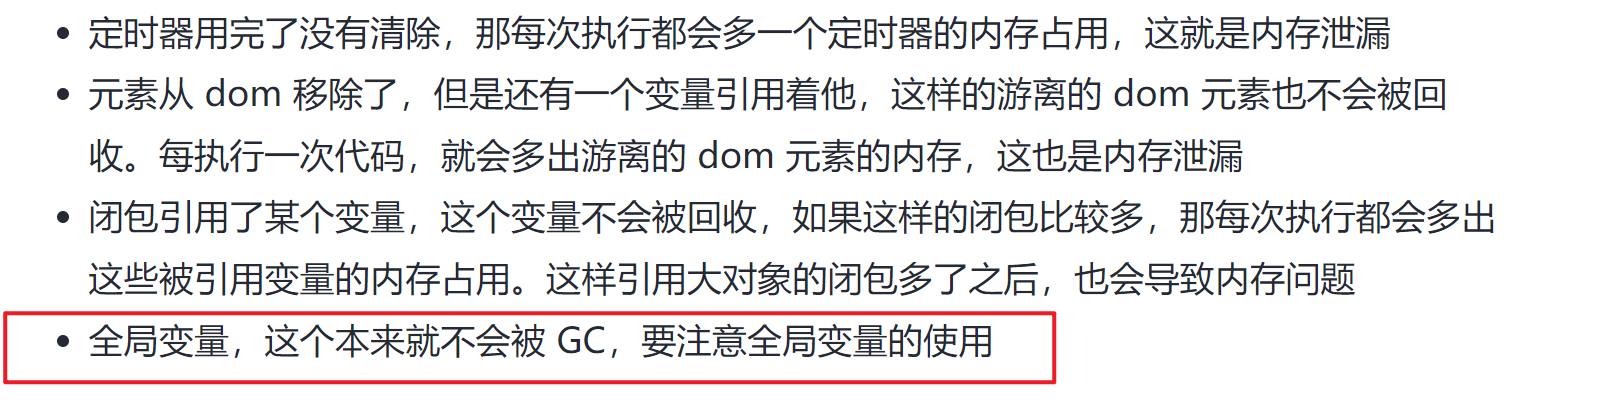 • 定时器用完了没有清除，那每次执行都会多一个定时器的内存占用，这就是内存泄漏
• 元素从 dom 移除了，但是还有一个变量引用着他，这样的游离的 dom 元素也不会被回
收。每执行一次代码，就会多出游离的 dom 元素的内存，这也是内存泄漏
• 闭包引用了某个变量，这个变量不会被回收，如果这样的闭包比较多，那每次执行都会多出
这些被引用变量的内存占用。这样引用大对象的闭包多了之后，也会导致内存问题
• 全局变量，这个本来就不会被 GC，要注意全局变量的使用